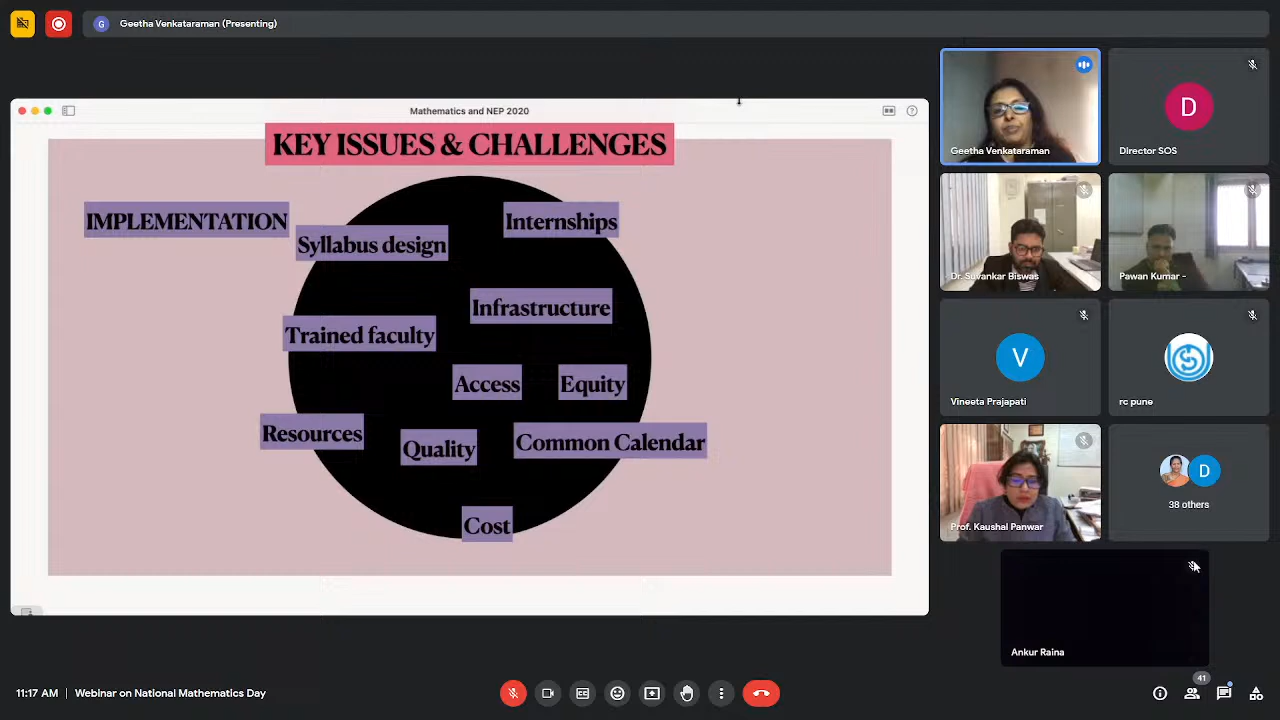 G
Geetha Venkataraman (Presenting)
Mathematics and NEP 2020
KEY ISSUES & CHALLENGES
IMPLEMENTATION
Syllabus design
Internships
Infrastructure
Trained faculty
Access
Equity
Resources
Quality
Common Calendar
Cost
Geetha Venkataraman
D
Director SOS
Dr. Suvankar Biswas
Pawan Kumar -
V
Vineeta Prajapati
rc pune
Prof. Kaushal Panwar
D
38 others
Ankur Raina
11:17 AM | Webinar on National Mathematics Day
41